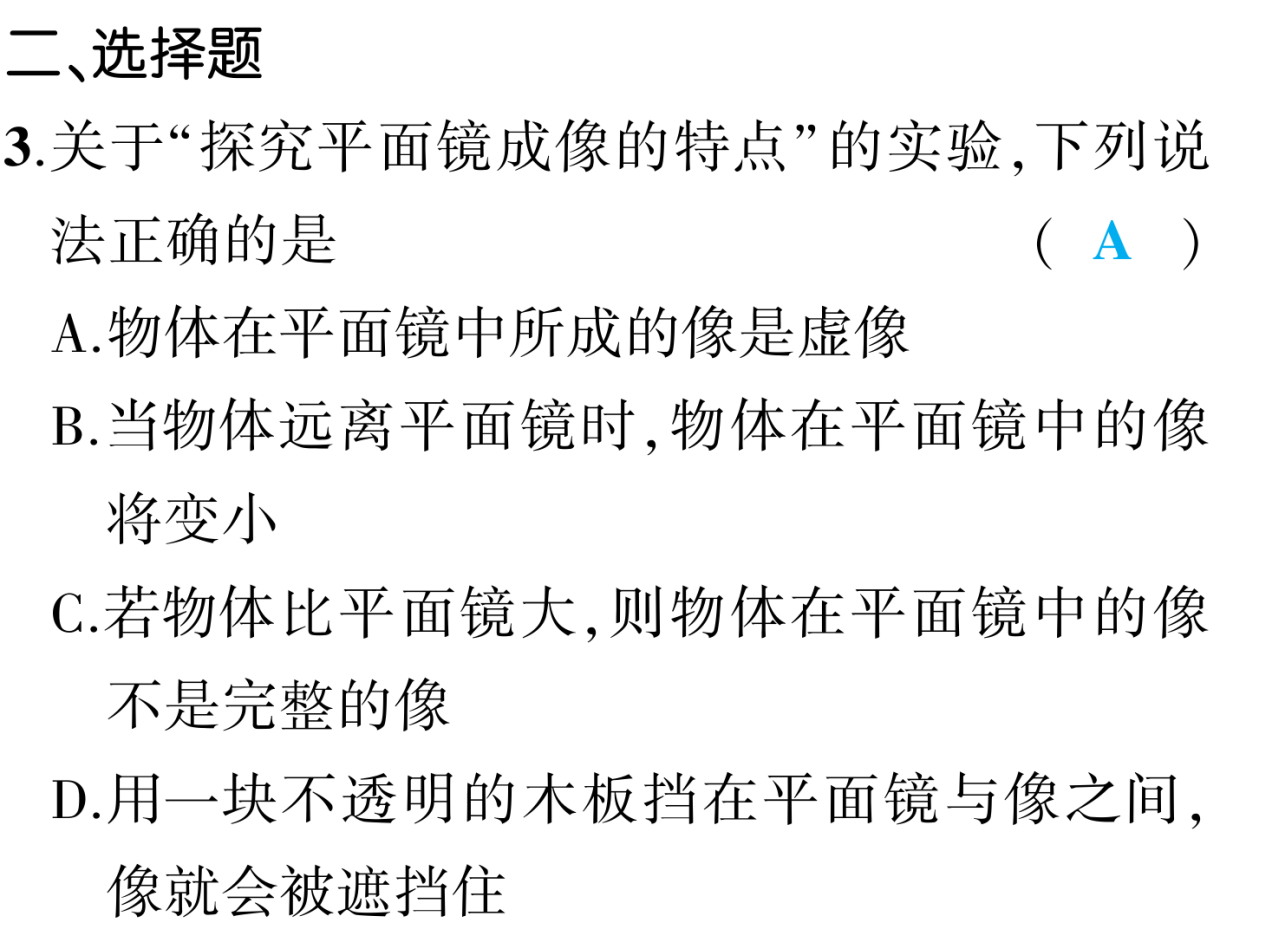 二、选择题
3.关于“探究平面镜成像的特点”的实验,下列说
法正确的是 ( A )
A.物体在平面镜中所成的像是虚像
B.当物体远离平面镜时,物体在平面镜中的像
将变小
C.若物体比平面镜大,则物体在平面镜中的像
不是完整的像
D.用一块不透明的木板挡在平面镜与像之间,
像就会被遮挡住